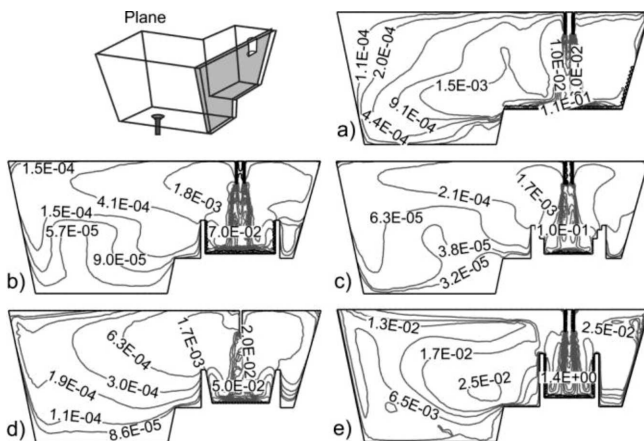 Plane
1.1E-04
2.0E-04
1.0E-02
2.0E-02
1.5E-03
9.1E-04
4.4E-04
1.1E-01
a)
1.5E-04
1.8E-03
4.1E-04
1.5E-04
5.7E-05
7.0E-02
9.0E-05
b)
1.7E-03
2.1E-04
6.3E-05
1.0E-01
3.8E-05
3.2E-05
c)
1.7E-03
2.0E-02
6.3E-04
1.9E-04
3.0E-04
5.0E-02
1.1E-04
8.6E-05
d)
1.3E-02
2.5E-02
1.7E-02
2.5E-02
1.4E+00
6.5E-03
e)